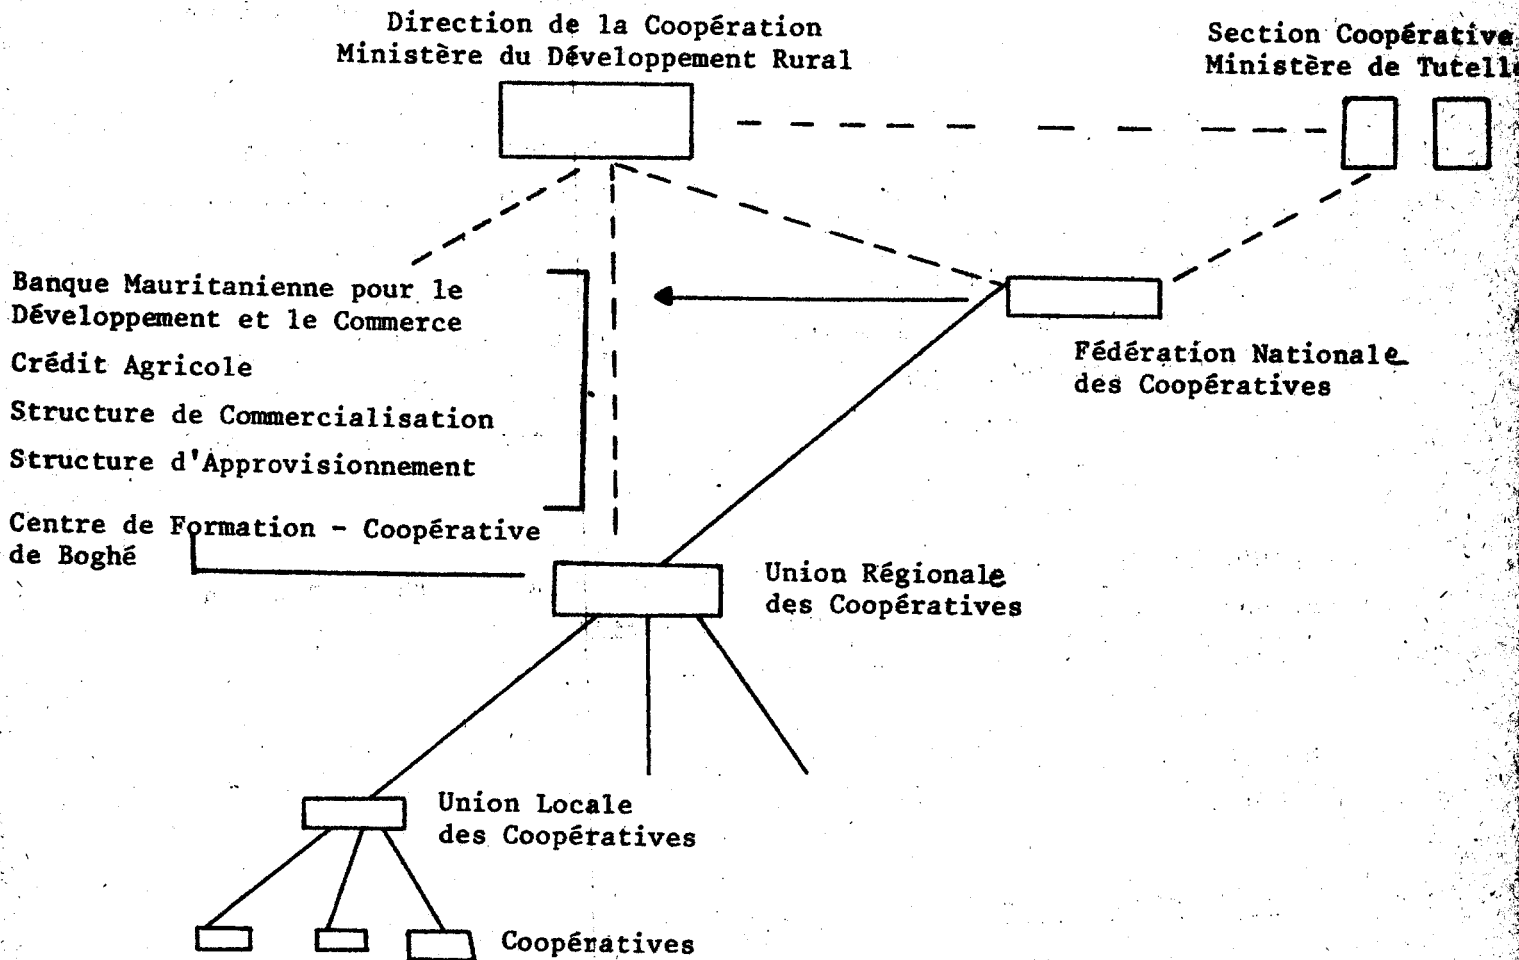 Direction de la Coopération
Ministère du Développement Rural
Section Coopérative
Ministère de Tutelle
Banque Mauritanienne pour le
Développement et le Commerce
Crédit Agricole
Structure de Commercialisation
Structure d'Approvisionnement
Centre de Formation - Coopérative
de Boghé
Fédération Nationale
des Coopératives
Union Régionale
des Coopératives
Union Locale
des Coopératives
Coopératives